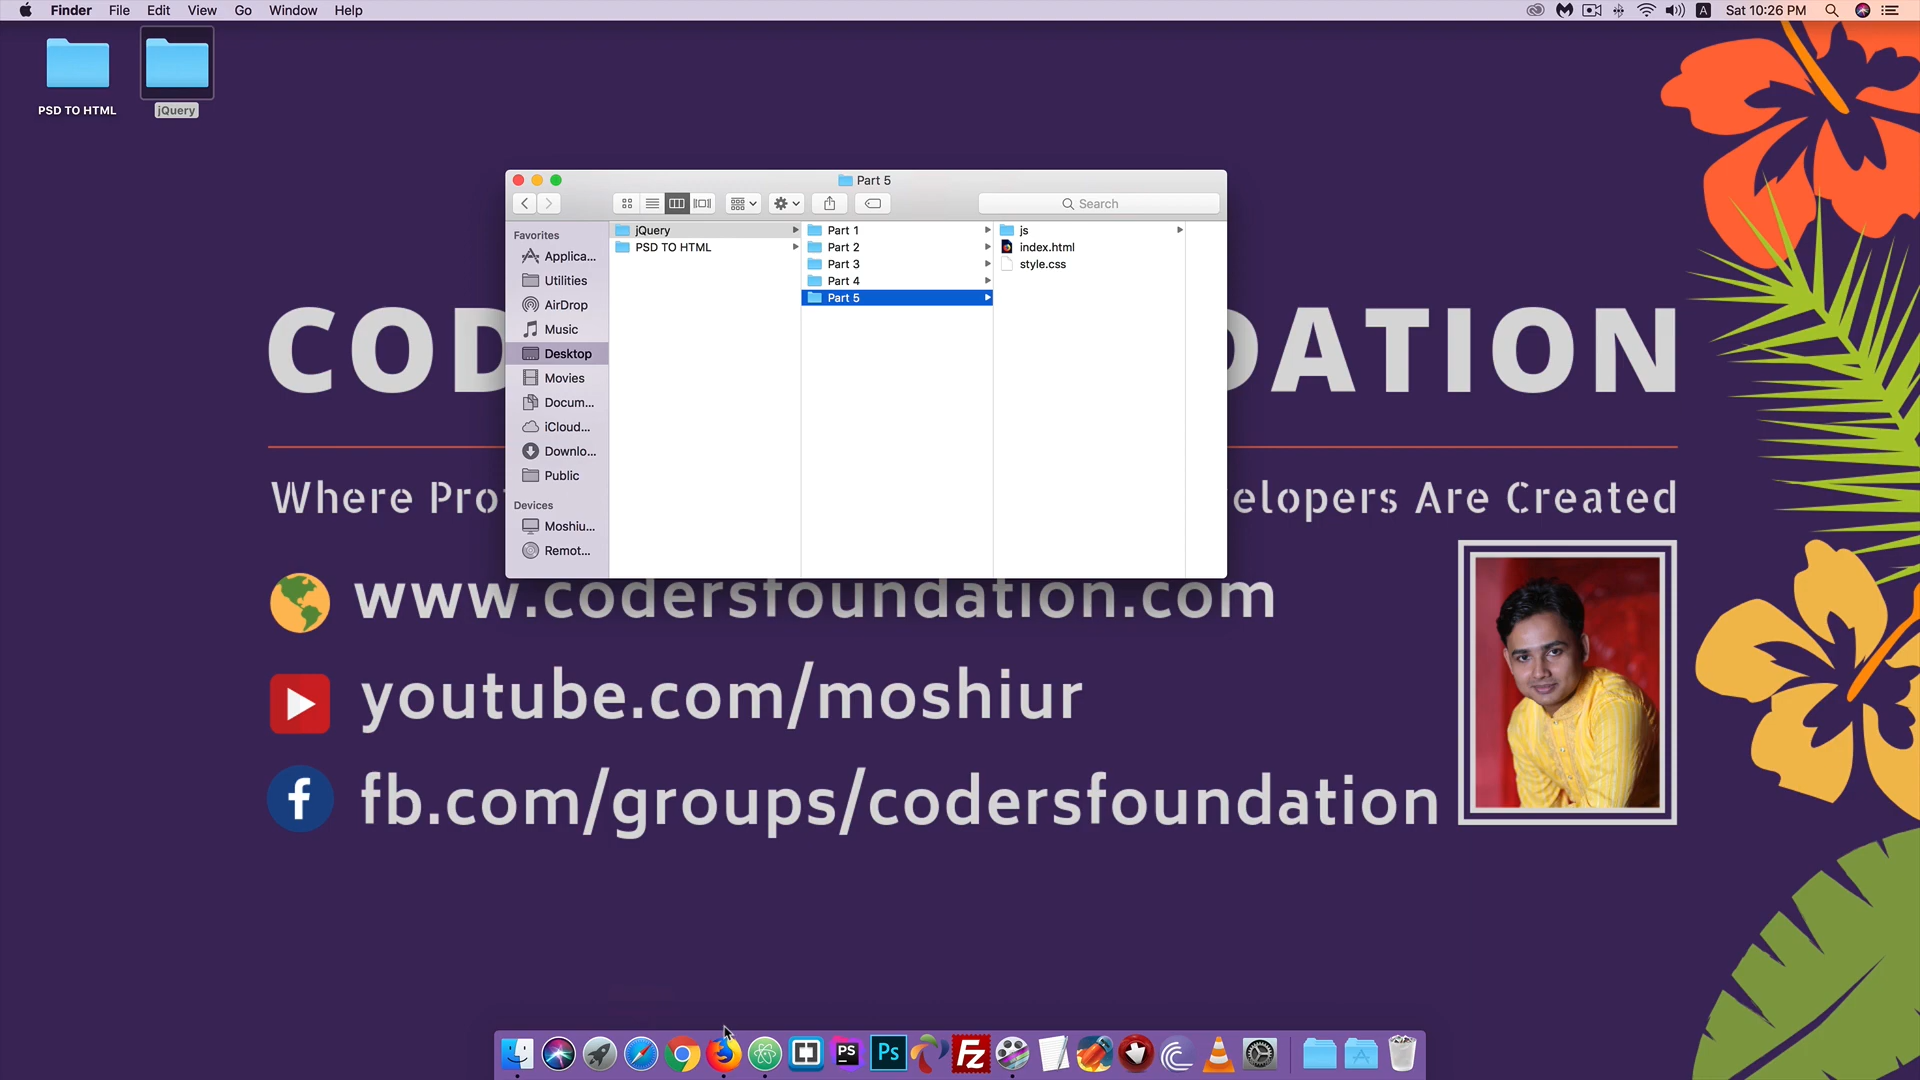 Finder File Edit View Go Window Help
A Sat 10:26 PM
PSD TO HTML
jQuery
Part 5
Search
Favorites
Applica...
Utilities
AirDrop
Music
Desktop
Movies
Docum...
iCloud...
Downlo...
Public
Devices
Moshiu...
Remot...
jQuery
PSD TO HTML
Part 1
Part 2
Part 3
Part 4
Part 5
js
index.html
style.css
COD DATION
Where Pro elopers Are Created
www.codersfoundation.com
youtube.com/moshiur
f fb.com/groups/codersfoundation
PS Ps FZ